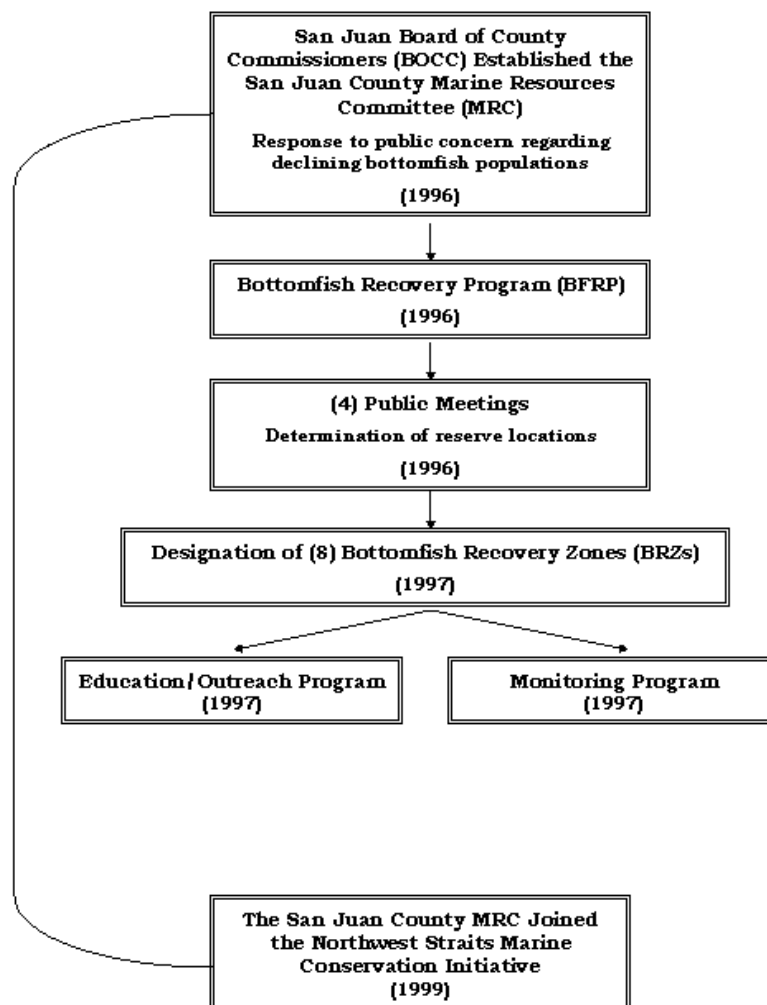 San Juan Board of County
Commissioners (BOCC) Established the
San Juan County Marine Resources
Committee (MRC)
Response to public concern regarding
declining bottomfish populations
(1996)
Bottomfish Recovery Program (BFRP)
(1996)
(4) Public Meetings
Determination of reserve locations
(1996)
Designation of (8) Bottomfish Recovery Zones (BRZs)
(1997)
Education/Outreach Program
(1997)
Monitoring Program
(1997)
The San Juan County MRC Joined
the Northwest Straits Marine
Conservation Initiative
(1999)